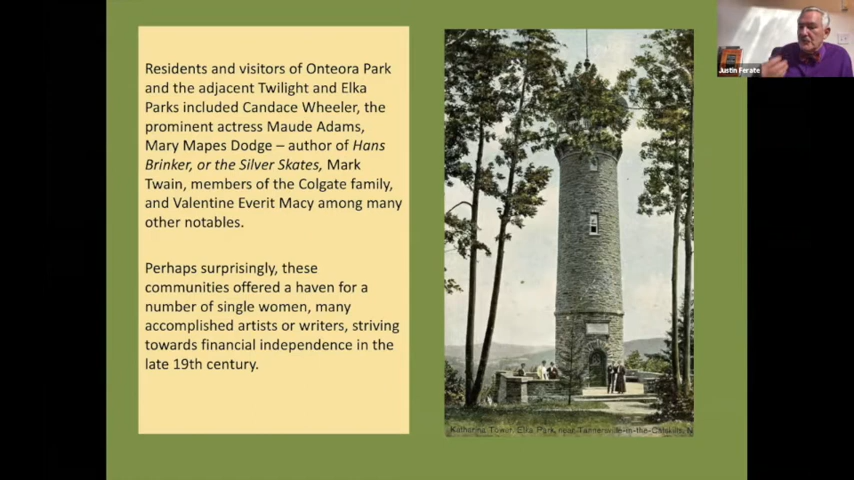 Residents and visitors of Onteora Park
and the adjacent Twilight and Elka
Parks included Candace Wheeler, the
prominent actress Maude Adams,
Mary Mapes Dodge – author of Hans
Brinker, or the Silver Skates, Mark
Twain, members of the Colgate family,
and Valentine Everit Macy among many
other notables.
Perhaps surprisingly, these
communities offered a haven for a
number of single women, many
accomplished artists or writers, striving
towards financial independence in the
late 19th century.
Katherina Tower, Elka Park, near Tannersville-in-the-Catskills, N
Justin Ferate